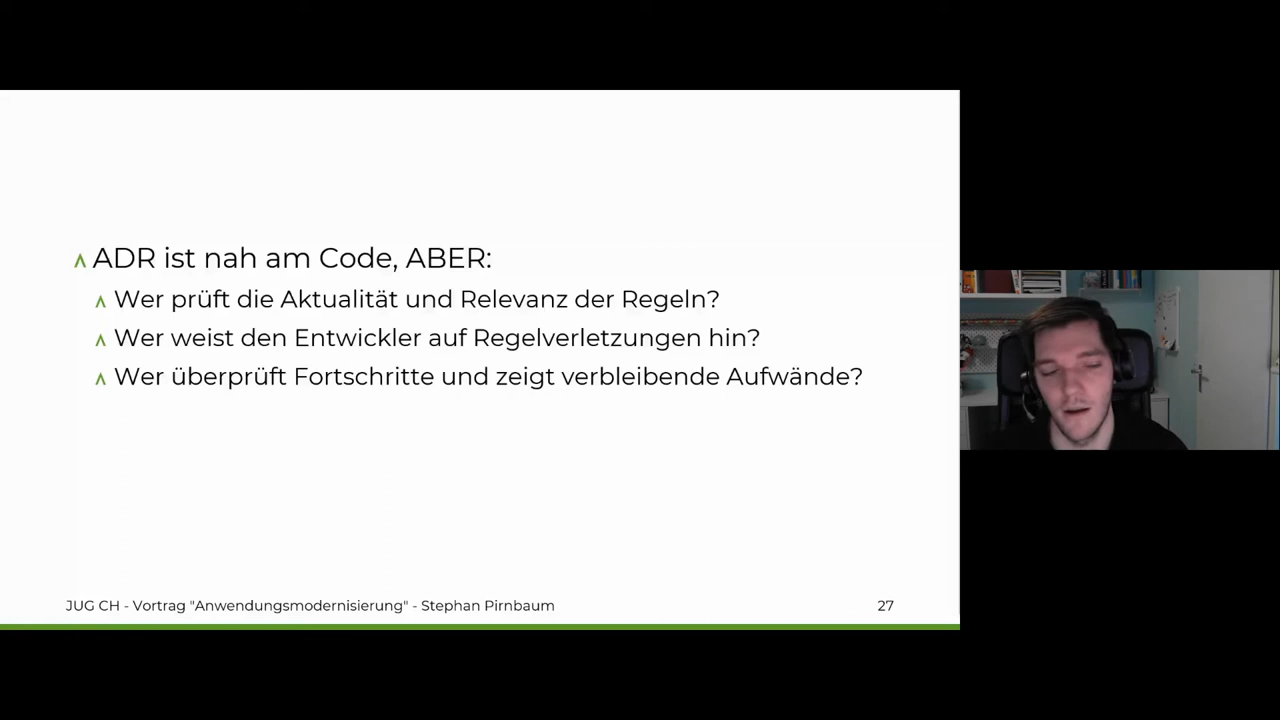 ADR ist nah am Code, ABER:
Wer prüft die Aktualität und Relevanz der Regeln?
Wer weist den Entwickler auf Regelverletzungen hin?
Wer überprüft Fortschritte und zeigt verbleibende Aufwände?
JUG CH - Vortrag "Anwendungsmodernisierung" - Stephan Pirnbaum
27